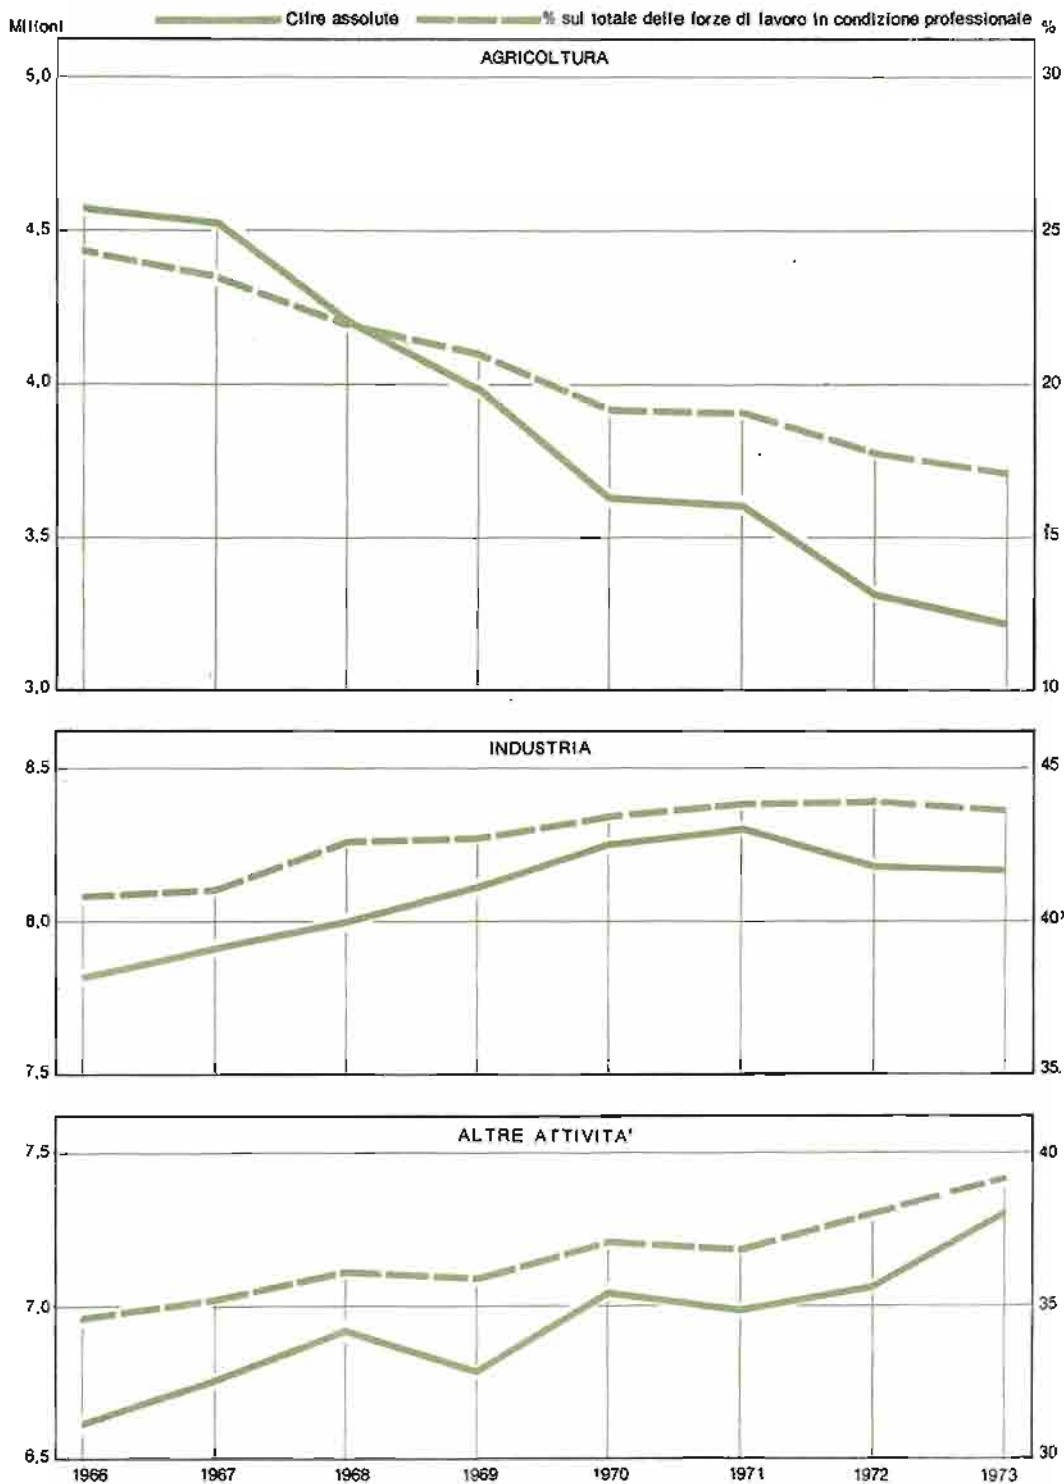 Milioni Cifre assolute % sul totale delle forze di lavoro in condizione professionale %
AGRICOLTURA
5,0 30
4,5 25
4,0 20
3,5 15
3,0 10
INDUSTRIA
8,5 45
8,0 40
7,5 35
ALTRE ATTIVITA'
7,5 40
7,0 35
6,5 30
1966 1967 1968 1969 1970 1971 1972 1973